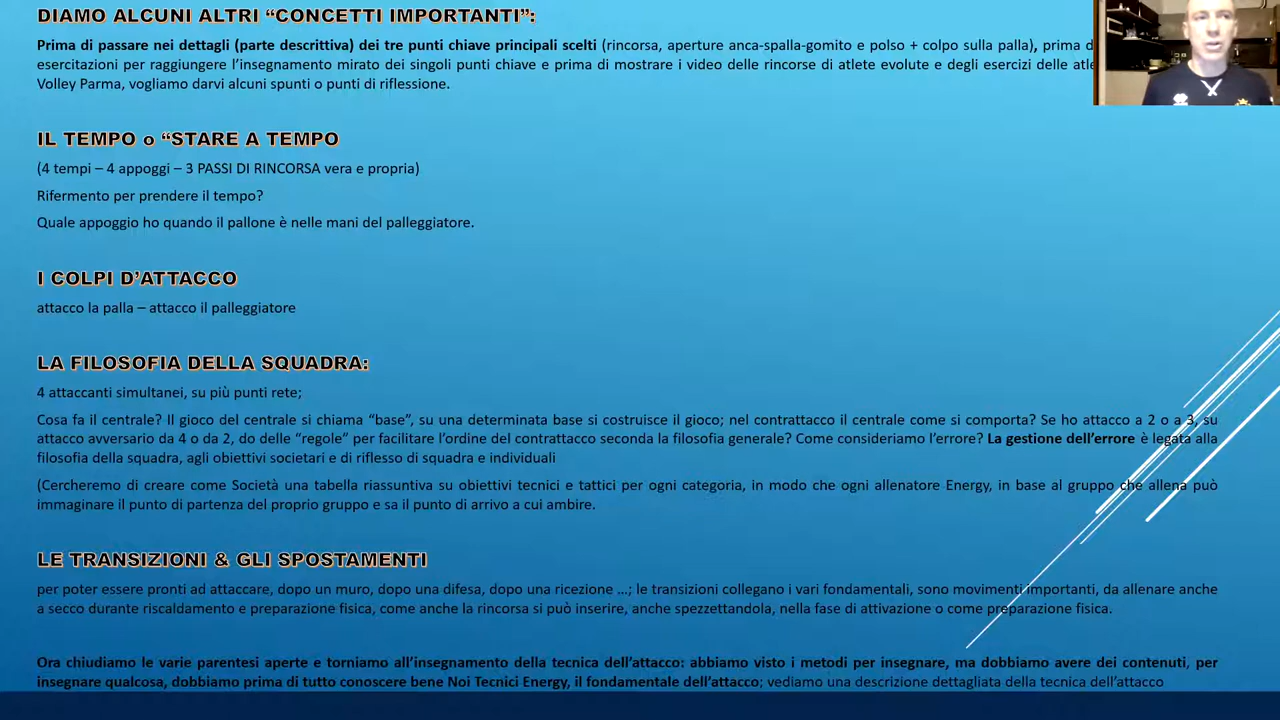 DIAMO ALCUNI ALTRI “CONCETTI IMPORTANTI”:
Prima di passare nei dettagli (parte descrittiva) dei tre punti chiave principali scelti (rincorsa, aperture anca-spalla-gomito e polso + colpo sulla palla), prima
esercitazioni per raggiungere l’insegnamento mirato dei singoli punti chiave e prima di mostrare i video delle rincorse di atlete evolute e degli esercizi delle
Volley Parma, vogliamo darvi alcuni spunti o punti di riflessione.
IL TEMPO o “STARE A TEMPO
(4 tempi – 4 appoggi – 3 PASSI DI RINCORSA vera e propria)
Rifermento per prendere il tempo?
Quale appoggio ho quando il pallone è nelle mani del palleggiatore.
I COLPI D’ATTACCO
attacco la palla – attacco il palleggiatore
LA FILOSOFIA DELLA SQUADRA:
4 attaccanti simultanei, su più punti rete;
Cosa fa il centrale? Il gioco del centrale si chiama “base”, su una determinata base si costruisce il gioco; nel contrattacco il centrale come si comporta? Se ho attacco a 2 o a 3, su
attacco avversario da 4 o da 2, do delle “regole” per facilitare l’ordine del contrattacco seconda la filosofia generale? Come consideriamo l’errore? La gestione dell’errore è legata alla
filosofia della squadra, agli obiettivi societari e di riflesso di squadra e individuali
(Cercheremo di creare come Società una tabella riassuntiva su obiettivi tecnici e tattici per ogni categoria, in modo che ogni allenatore Energy, in base al gruppo che allena può
immaginare il punto di partenza del proprio gruppo e sa il punto di arrivo a cui ambire.
LE TRANSIZIONI & GLI SPOSTAMENTI
per poter essere pronti ad attaccare, dopo un muro, dopo una difesa, dopo una ricezione …; le transizioni collegano i vari fondamentali, sono movimenti importanti, da allenare anche
a secco durante riscaldamento e preparazione fisica, come anche la rincorsa si può inserire, anche spezzettandola, nella fase di attivazione o come preparazione fisica.
Ora chiudiamo le varie parentesi aperte e torniamo all’insegnamento della tecnica dell’attacco: abbiamo visto i metodi per insegnare, ma dobbiamo avere dei contenuti, per
insegnare qualcosa, dobbiamo prima di tutto conoscere bene Noi Tecnici Energy, il fondamentale dell’attacco; vediamo una descrizione dettagliata della tecnica dell’attacco